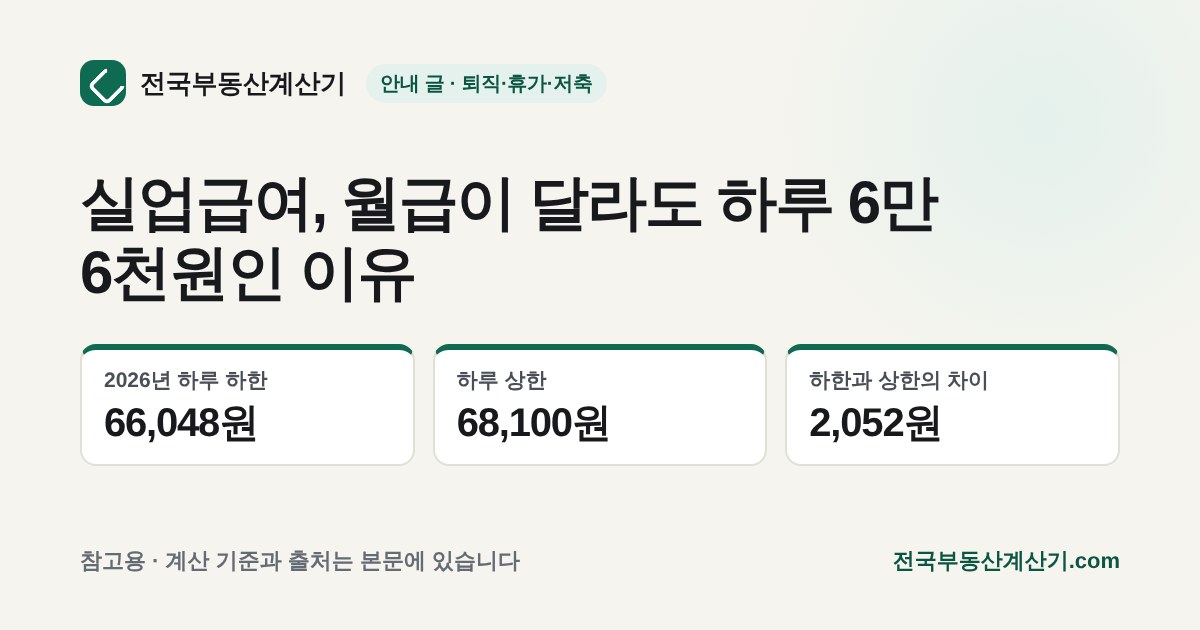 전국부동산계산기
안내 글 · 퇴직·휴가·저축
실업급여, 월급이 달라도 하루 6만
6천원인 이유
2026년 하루 하한
66,048원
하루 상한
68,100원
하한과 상한의 차이
2,052원
참고용 · 계산 기준과 출처는 본문에 있습니다
전국부동산계산기.com